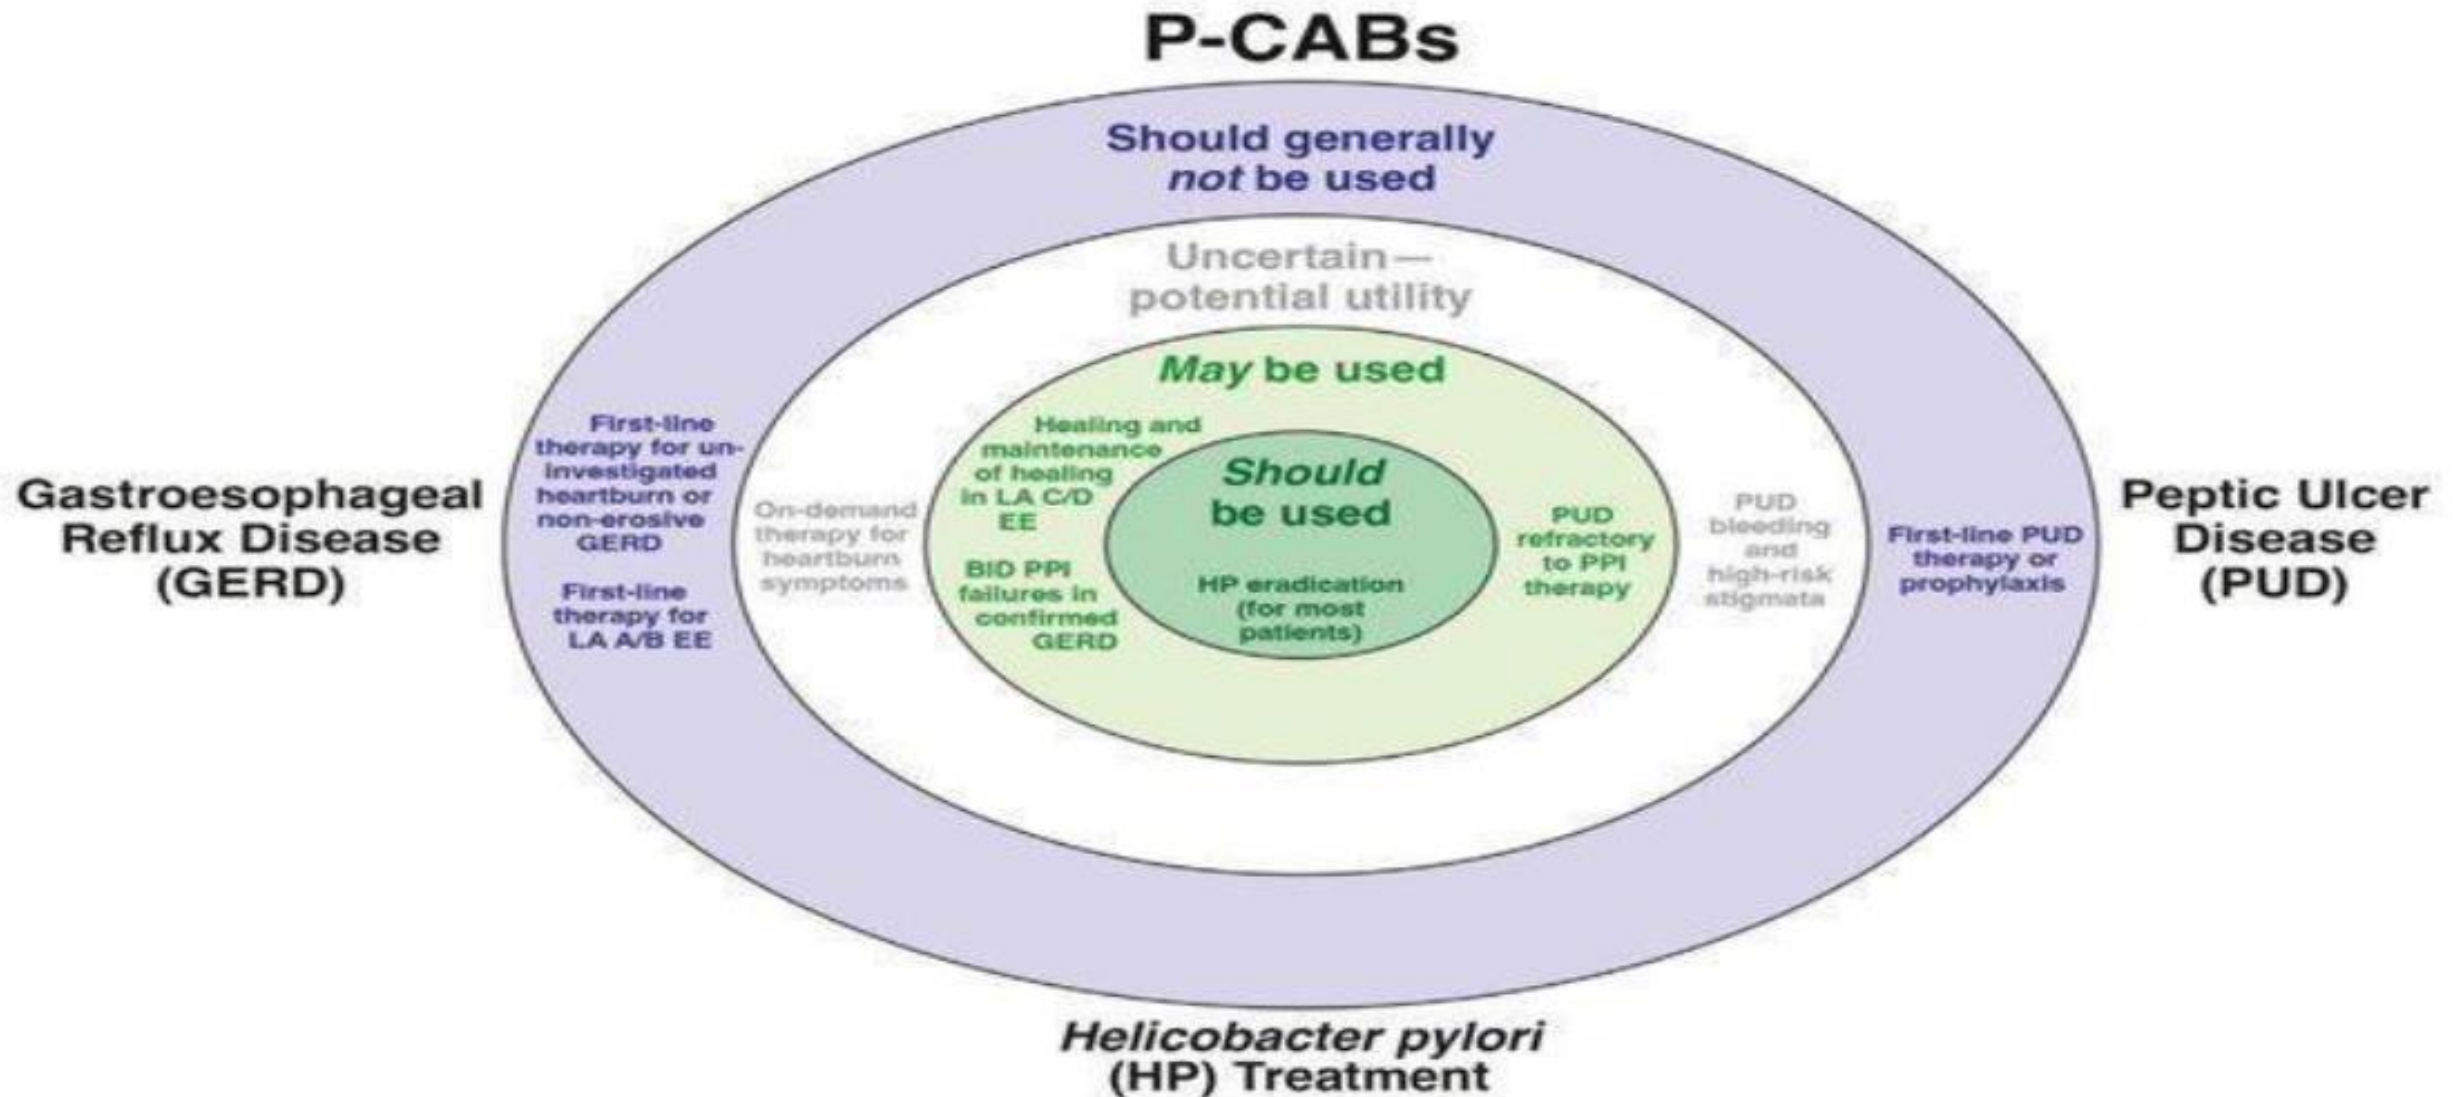 P-CABs
Should generally
not be used
Uncertain—
potential utility
May be used
Healing and
maintenance
of healing
in LA C/D
EE
BID PPI
failures in
confirmed
GERD
Should
be used
HP eradication
(for most
patients)
PUD
refractory
to PPI
therapy
On-demand
therapy for
heartburn
symptoms
PUD
bleeding
and
high-risk
stigmata
First-line
therapy for un-
investigated
heartburn or
non-erosive
GERD
First-line
therapy for
LA A/B EE
First-line PUD
therapy or
prophylaxis
Gastroesophageal
Reflux Disease
(GERD)
Peptic Ulcer
Disease
(PUD)
Helicobacter pylori
(HP) Treatment